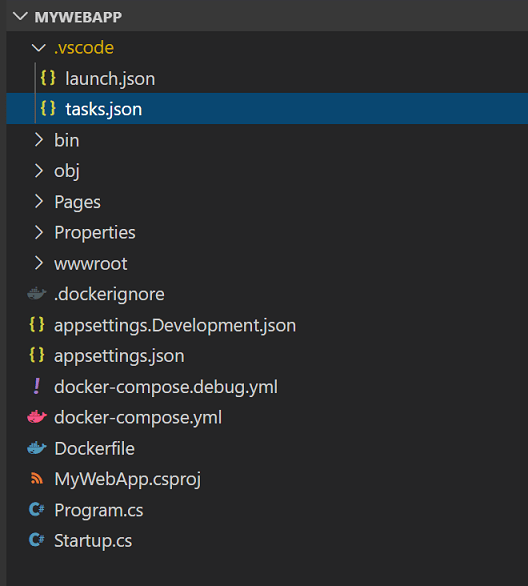 MYWEBAPP
.vscode
{} launch.json
{} tasks.json
bin
obj
Pages
Properties
wwwroot
.dockerignore
{} appsettings.Development.json
{} appsettings.json
! docker-compose.debug.yml
docker-compose.yml
Dockerfile
MyWebApp.csproj
C# Program.cs
C# Startup.cs